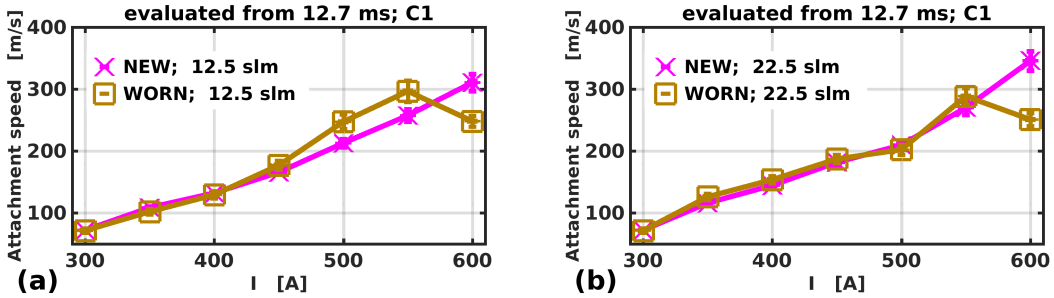 evaluated from 12.7 ms; C1
Attachment speed [m/s]
400
300
200
100
NEW; 12.5 slm
WORN; 12.5 slm
300
400
500
600
I [A]
(a)
evaluated from 12.7 ms; C1
Attachment speed [m/s]
400
300
200
100
NEW; 22.5 slm
WORN; 22.5 slm
300
400
500
600
I [A]
(b)